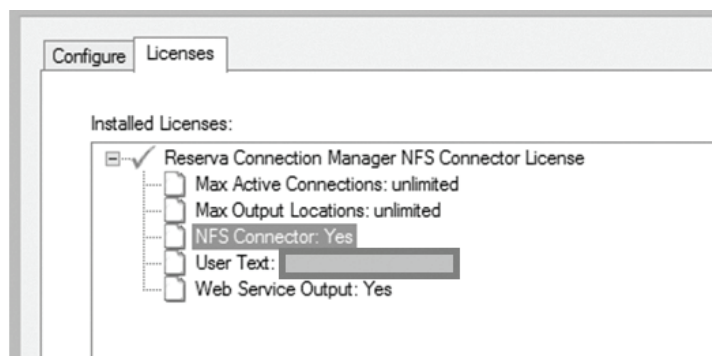 Configure Licenses
Installed Licenses:
Reserva Connection Manager NFS Connector License
Max Active Connections: unlimited
Max Output Locations: unlimited
NFS Connector: Yes
User Text:
Web Service Output: Yes